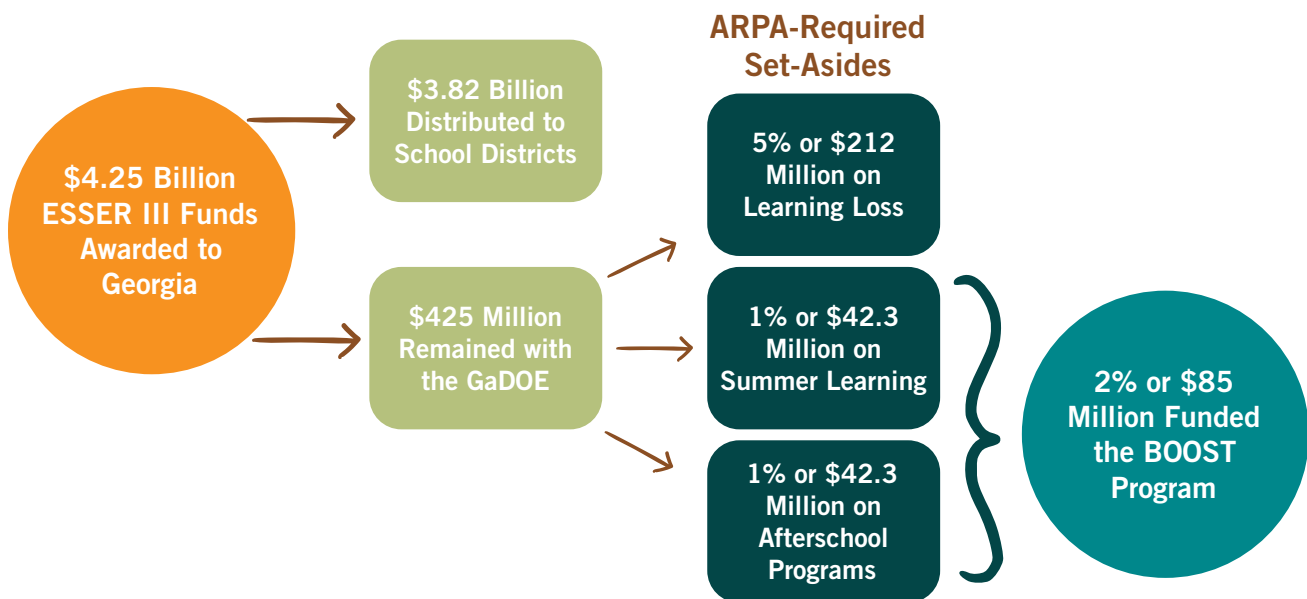 $4.25 Billion
ESSER III Funds
Awarded to
Georgia
$3.82 Billion
Distributed to
School Districts
$425 Million
Remained with
the GaDOE
ARPA-Required
Set-Asides
5% or $212
Million on
Learning Loss
1% or $42.3
Million on
Summer Learning
1% or $42.3
Million on
Afterschool
Programs
2% or $85
Million Funded
the BOOST
Program